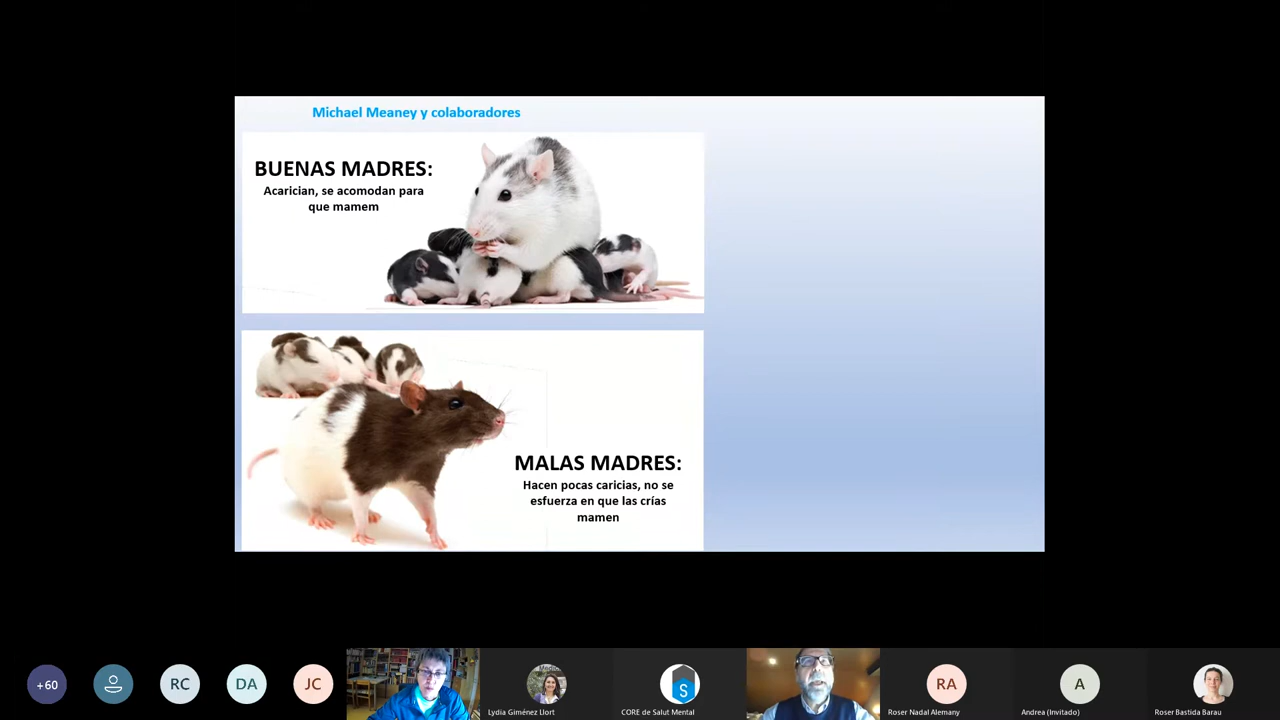 Michael Meaney y colaboradores
BUENAS MADRES:
Acarician, se acomodan para
que mamem
MALAS MADRES:
Hacen pocas caricias, no se
esfuerza en que las crías
mamen
+60
RC
DA
JC
Lydia Giménez Llort
S
CORE de Salut Mental
RA
Roser Nadal Alemany
A
Andrea (Invitado)
Roser Bastida Barau